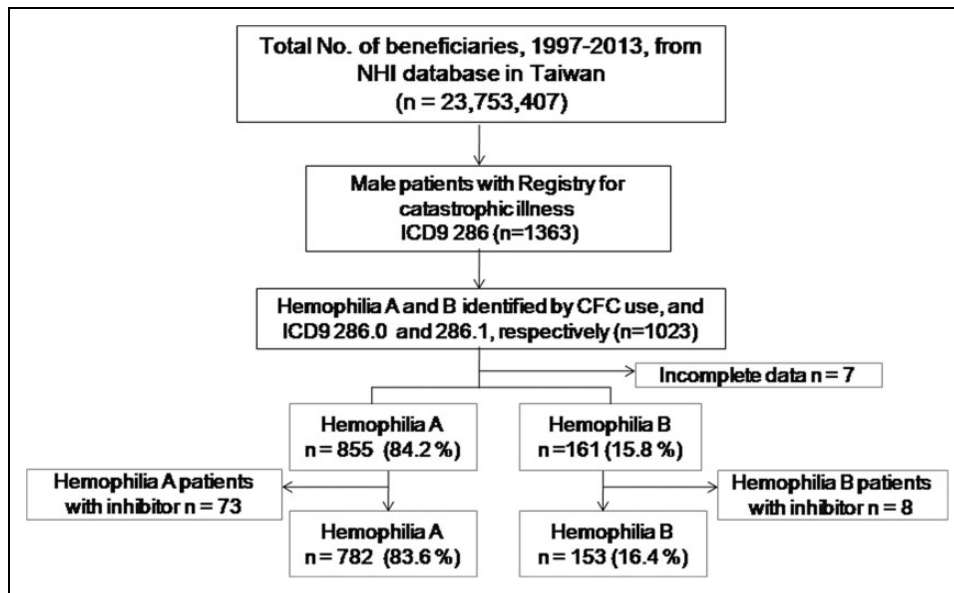 Total No. of beneficiaries, 1997-2013, from
NHI database in Taiwan
(n = 23,753,407)
Male patients with Registry for
catastrophic illness
ICD9 286 (n=1363)
Hemophilia A and B identified by CFC use, and
ICD9 286.0 and 286.1, respectively (n=1023)
Incomplete data n = 7
Hemophilia A
n = 855 (84.2 %)
Hemophilia B
n=161 (15.8 %)
Hemophilia A patients
with inhibitor n = 73
Hemophilia B patients
with inhibitor n = 8
Hemophilia A
n = 782 (83.6 %)
Hemophilia B
n = 153 (16.4 %)